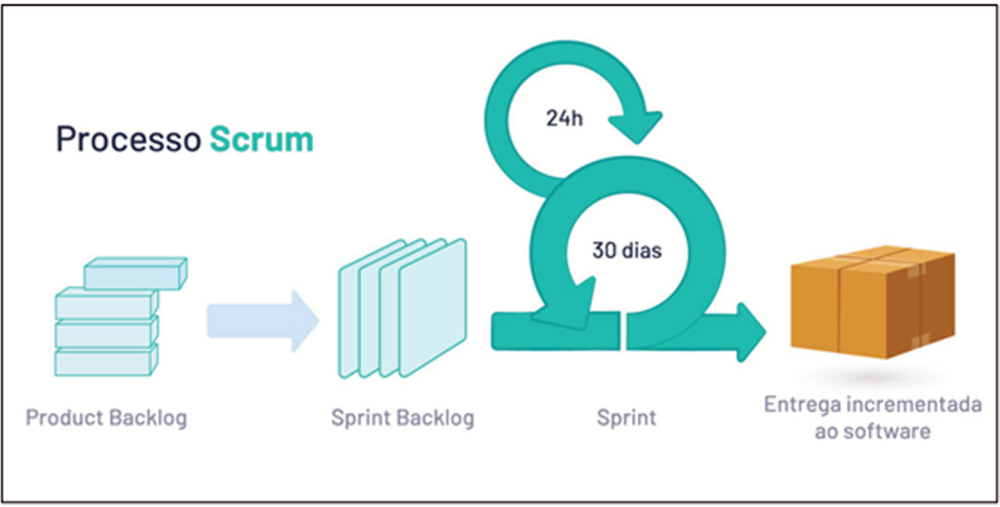 Processo Scrum
24h
30 dias
Product Backlog
Sprint Backlog
Sprint
Entrega incrementada
ao software